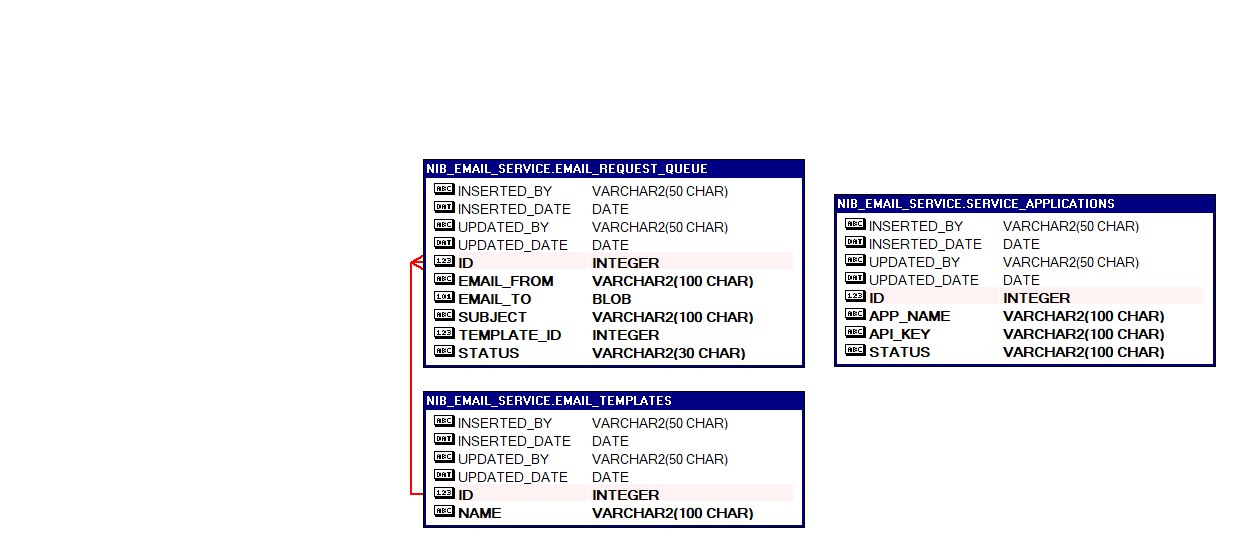 NIB_EMAIL_SERVICE.EMAIL_REQUEST_QUEUE
ABC INSERTED_BY VARCHAR2(50 CHAR)
DAT INSERTED_DATE DATE
ABC UPDATED_BY VARCHAR2(50 CHAR)
DAT UPDATED_DATE DATE
123 ID INTEGER
ABC EMAIL_FROM VARCHAR2(100 CHAR)
101 EMAIL_TO BLOB
ABC SUBJECT VARCHAR2(100 CHAR)
123 TEMPLATE_ID INTEGER
ABC STATUS VARCHAR2(30 CHAR)
NIB_EMAIL_SERVICE.SERVICE_APPLICATIONS
ABC INSERTED_BY VARCHAR2(50 CHAR)
DAT INSERTED_DATE DATE
ABC UPDATED_BY VARCHAR2(50 CHAR)
DAT UPDATED_DATE DATE
123 ID INTEGER
ABC APP_NAME VARCHAR2(100 CHAR)
ABC API_KEY VARCHAR2(100 CHAR)
ABC STATUS VARCHAR2(100 CHAR)
NIB_EMAIL_SERVICE.EMAIL_TEMPLATES
ABC INSERTED_BY VARCHAR2(50 CHAR)
DAT INSERTED_DATE DATE
ABC UPDATED_BY VARCHAR2(50 CHAR)
DAT UPDATED_DATE DATE
123 ID INTEGER
ABC NAME VARCHAR2(100 CHAR)